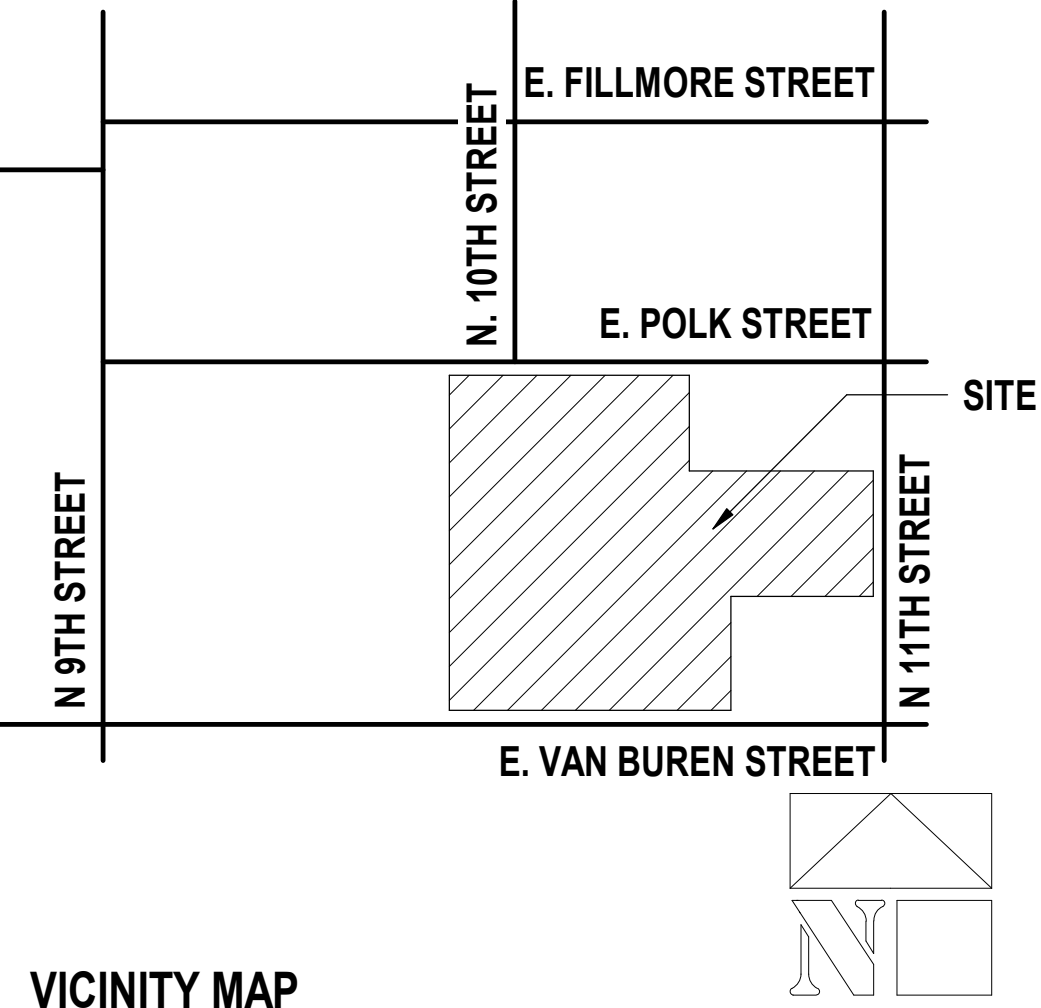 E. FILLMORE STREET
N. 10TH STREET
E. POLK STREET
SITE
N 9TH STREET
N 11TH STREET
E. VAN BUREN STREET
N
VICINITY MAP